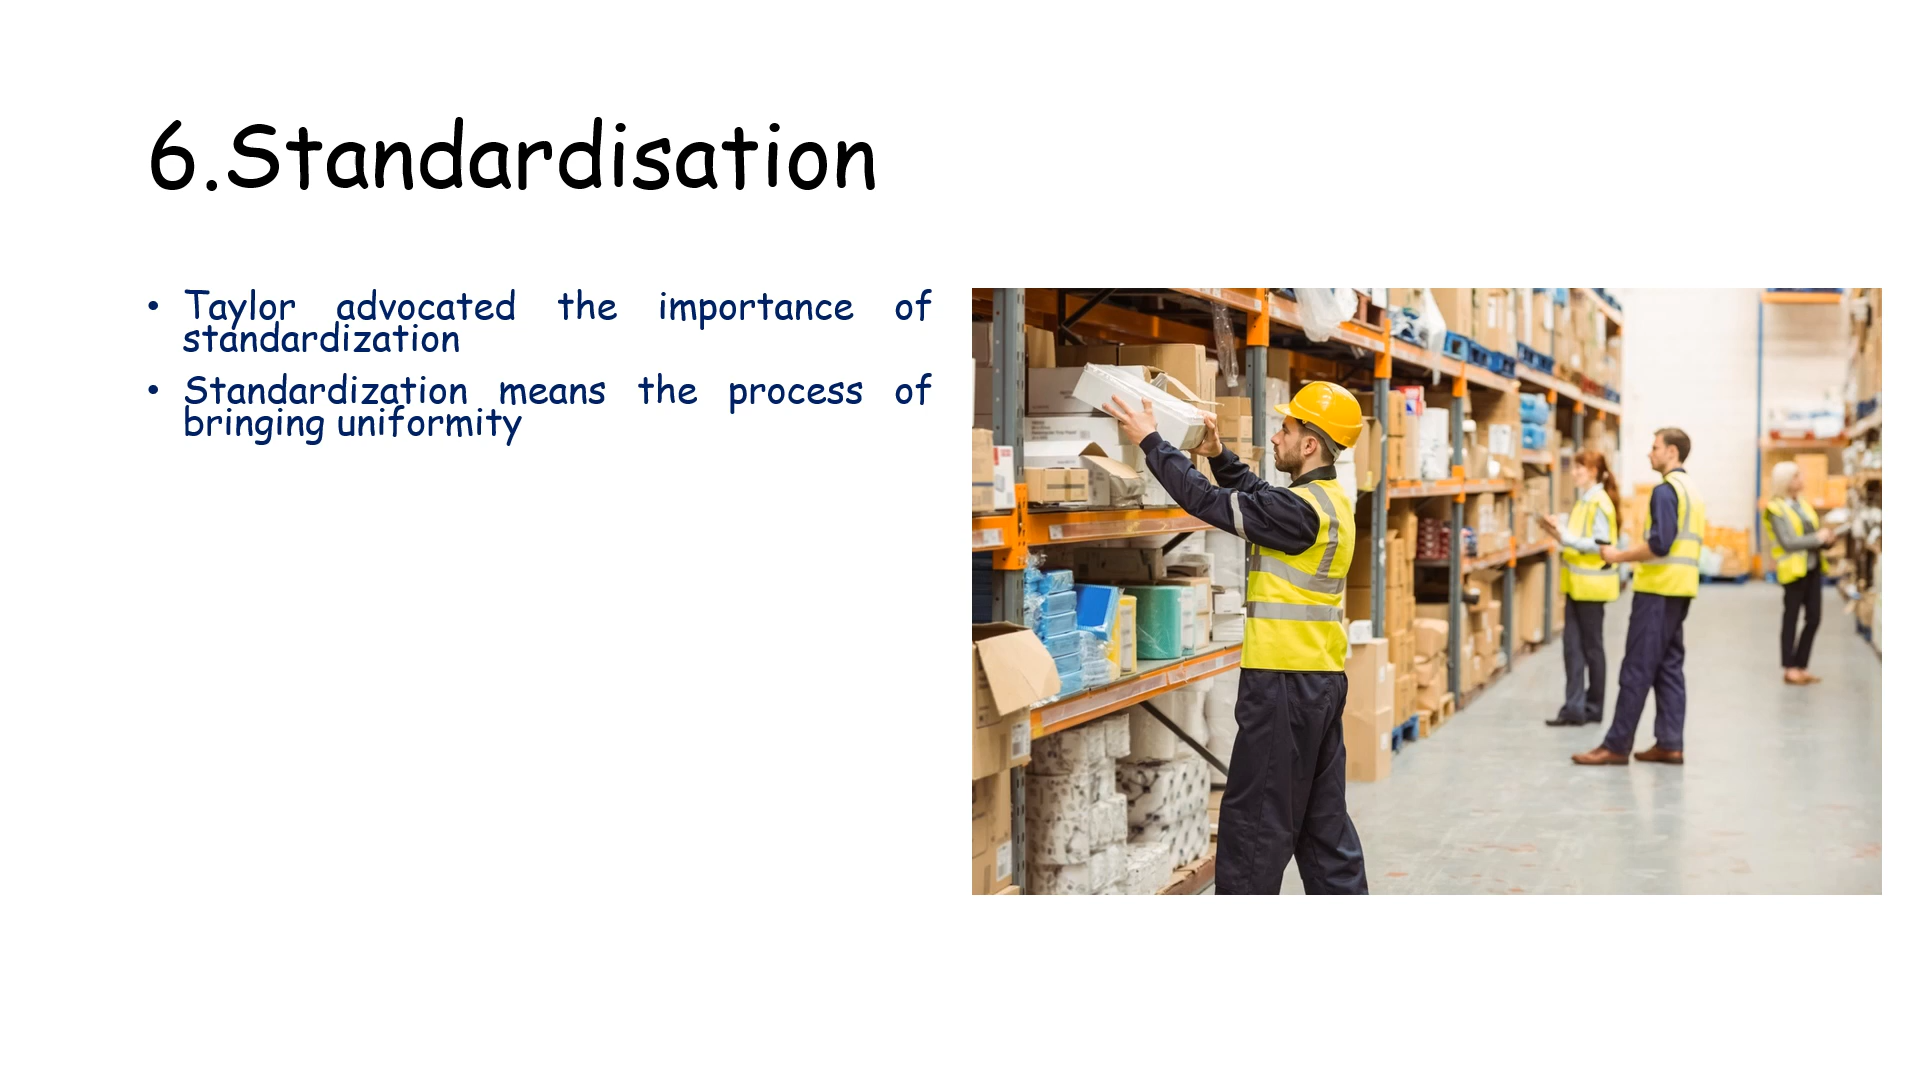 6.Standardisation
• Taylor advocated the importance of
standardization
• Standardization means the process of
bringing uniformity